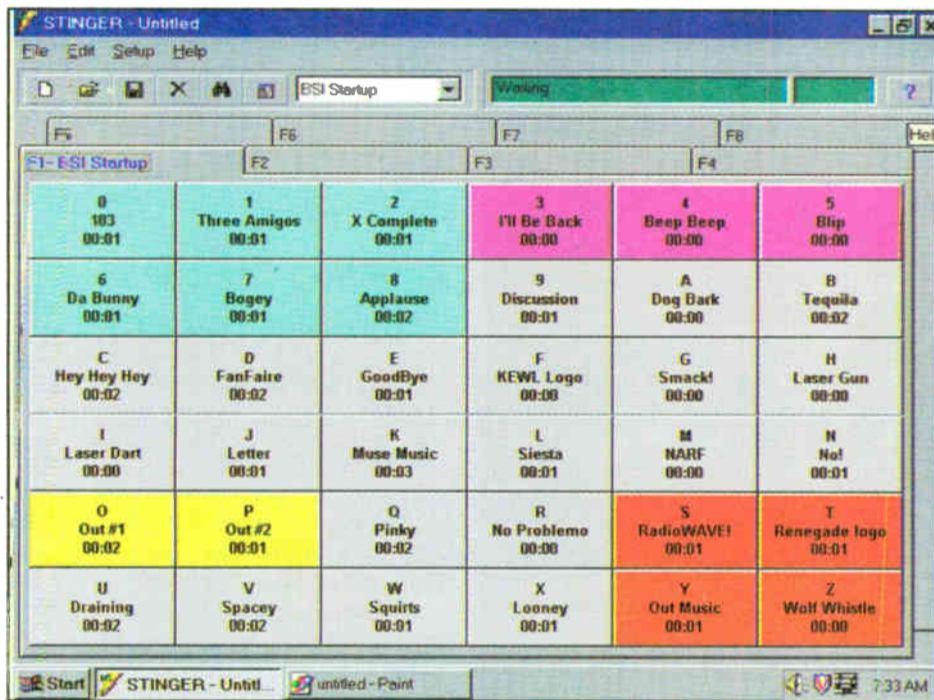 STINGER - Untitled
File Edit Setup Help
BSI Startup Waiting ?
F5 F6 F7 F8 Hel
F1- BSI Startup F2 F3 F4
0 1 2 3 4 5
103 Three Amigos X Complete I'll Be Back Beep Beep Blip
00:01 00:01 00:01 00:00 00:00 00:00
6 7 8 9 A B
Da Bunny Bogey Applause Discussion Dog Bark Tequila
00:01 00:01 00:02 00:01 00:00 00:02
C D E F G H
Hey Hey Hey FanFaire GoodBye KEWL Logo Smack! Laser Gun
00:02 00:02 00:01 00:00 00:00 00:00
I J K L M N
Laser Dart Letter Muse Music Siesta NARF No!
00:00 00:01 00:03 00:01 00:00 00:01
O P Q R S T
Out #1 Out #2 Pinky No Problemo RadioWAVE! Renegade logo
00:02 00:01 00:02 00:00 00:01 00:01
U V W X Y Z
Draining Spacey Squirts Looney Out Music Wolf Whistle
00:02 00:02 00:01 00:01 00:01 00:00
Start STINGER - Untitl... untitled - Paint 7:33 AM